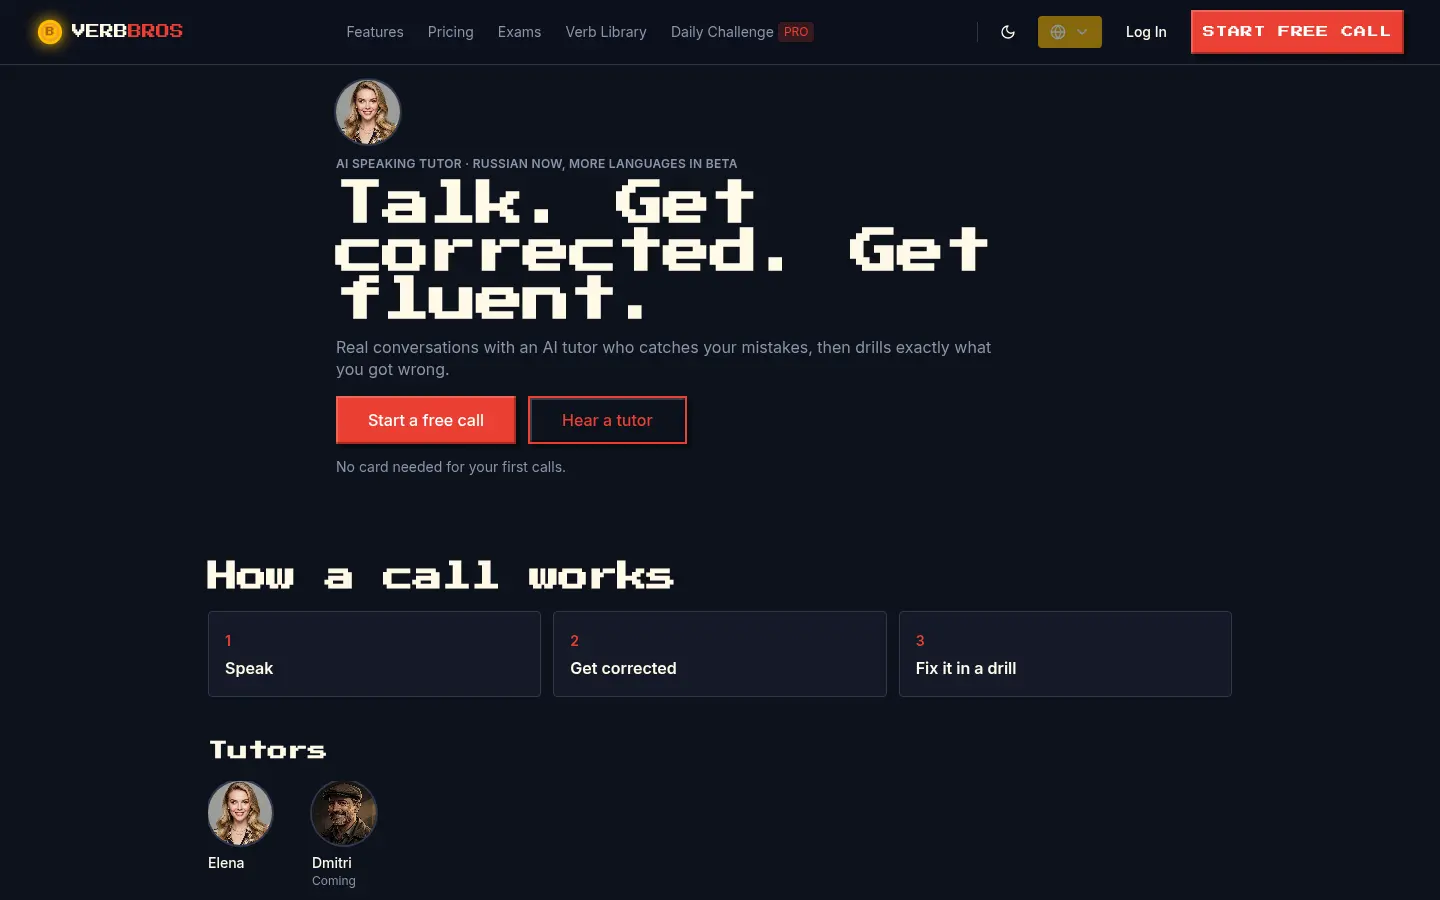 B VERBBROS
Features
Pricing
Exams
Verb Library
Daily Challenge PRO
Log In
START FREE CALL
AI SPEAKING TUTOR · RUSSIAN NOW, MORE LANGUAGES IN BETA
Talk. Get
corrected. Get
fluent.
Real conversations with an AI tutor who catches your mistakes, then drills exactly what
you got wrong.
Start a free call
Hear a tutor
No card needed for your first calls.
How a call works
1
Speak
2
Get corrected
3
Fix it in a drill
Tutors
Elena
Dmitri
Coming